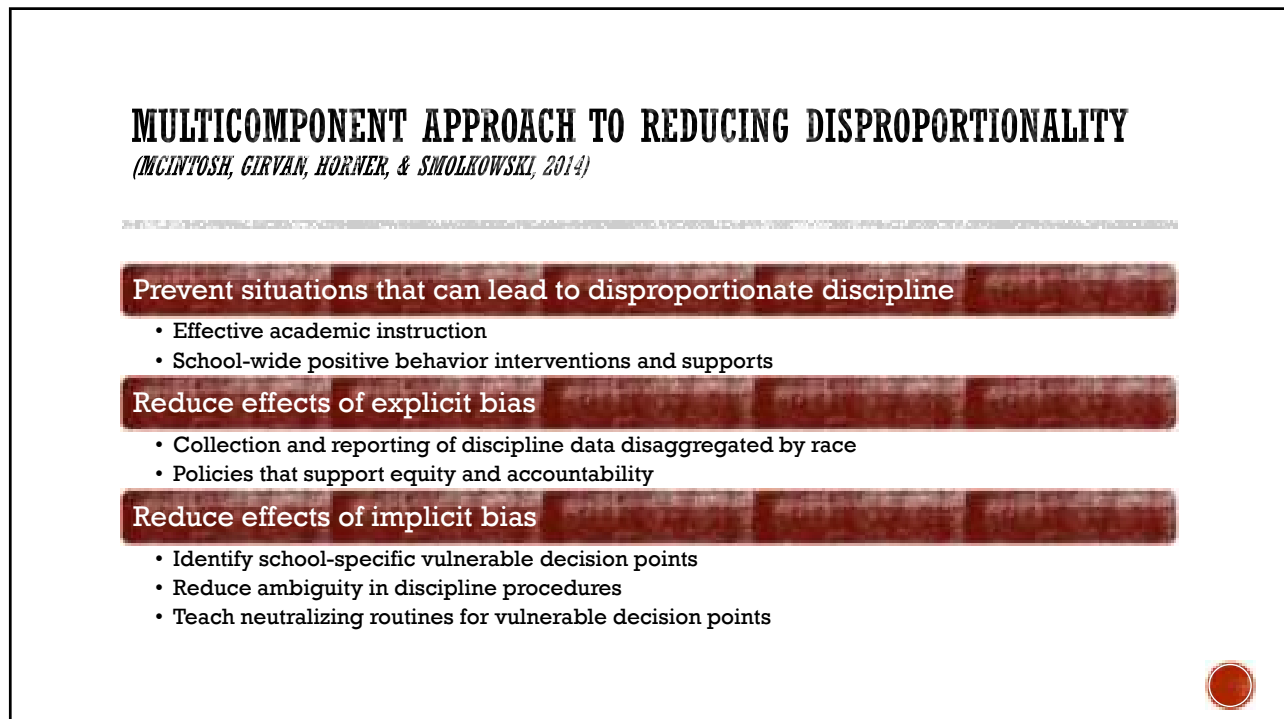 MULTICOMPONENT APPROACH TO REDUCING DISPROPORTIONALITY
(MCINTOSH, GIRVAN, HORNER, & SMOLKOWSKI, 2014)
Prevent situations that can lead to disproportionate discipline
• Effective academic instruction
• School-wide positive behavior interventions and supports
Reduce effects of explicit bias
• Collection and reporting of discipline data disaggregated by race
• Policies that support equity and accountability
Reduce effects of implicit bias
• Identify school-specific vulnerable decision points
• Reduce ambiguity in discipline procedures
• Teach neutralizing routines for vulnerable decision points